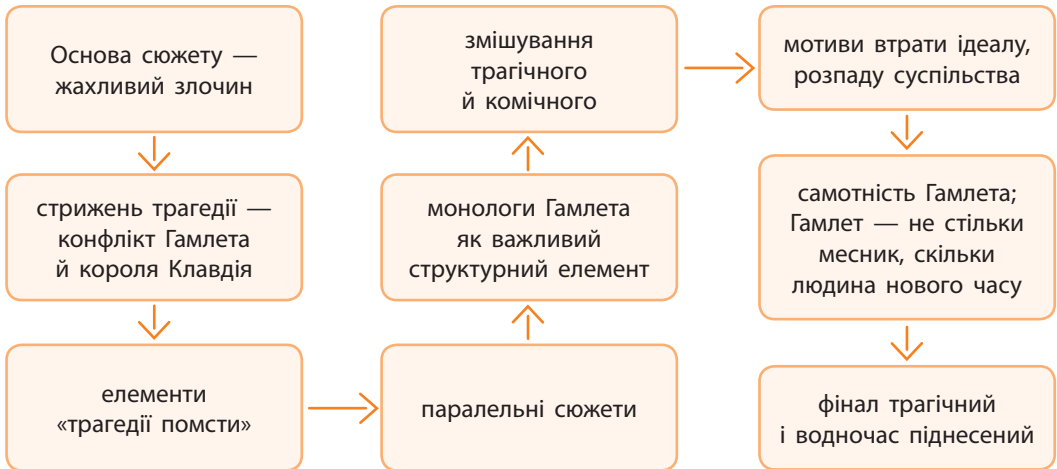 Основа сюжету —
жахливий злочин
стрижень трагедії —
конфлікт Гамлета
й короля Клавдія
елементи
«трагедії помсти»
паралельні сюжети
монологи Гамлета
як важливий
структурний елемент
змішування
трагічного
й комічного
мотиви втрати ідеалу,
розпаду суспільства
самотність Гамлета;
Гамлет — не стільки
месник, скільки
людина нового часу
фінал трагічний
і водночас піднесений